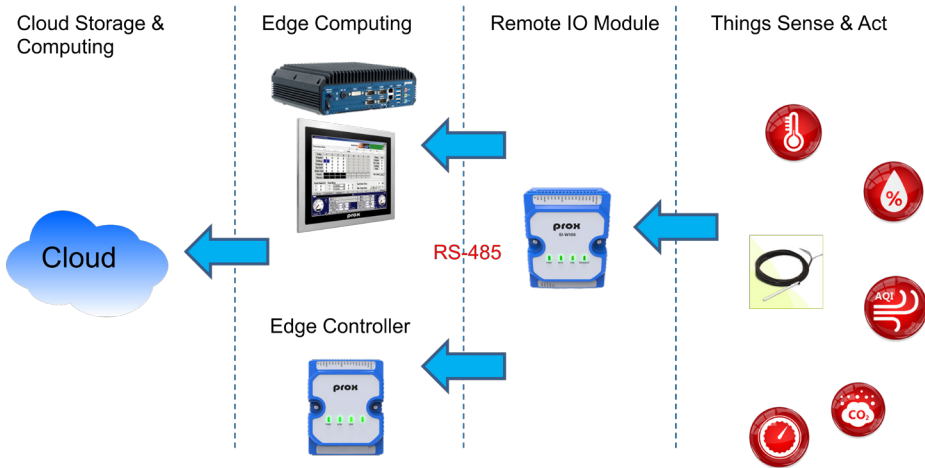 Cloud Storage &
Computing
Edge Computing
Remote IO Module
Things Sense & Act
prox
Cloud
RS-485
prox
%
AQI
Edge Controller
prox
CO₂